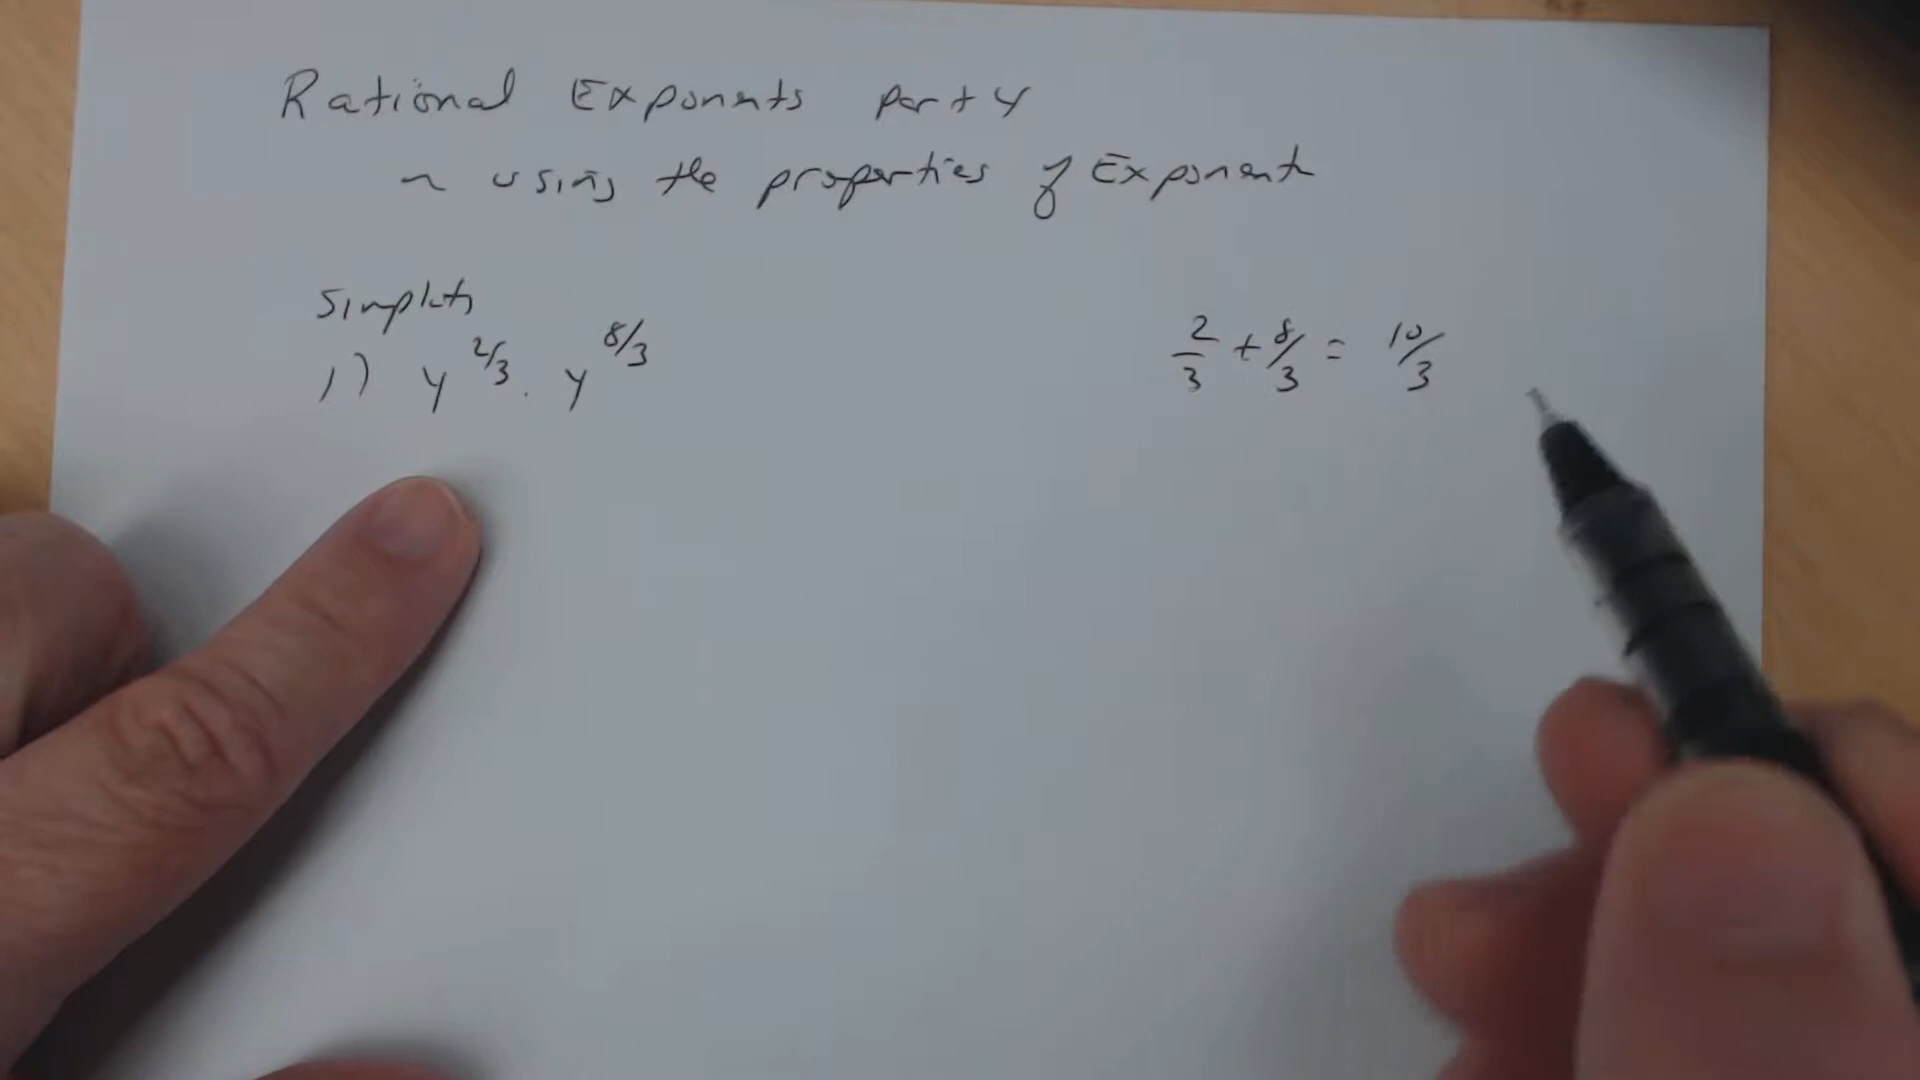 Rational Exponents part 4
~ using the properties of Exponents
Simplify
1) y^2/3 · y^8/3
2/3 + 8/3 = 10/3